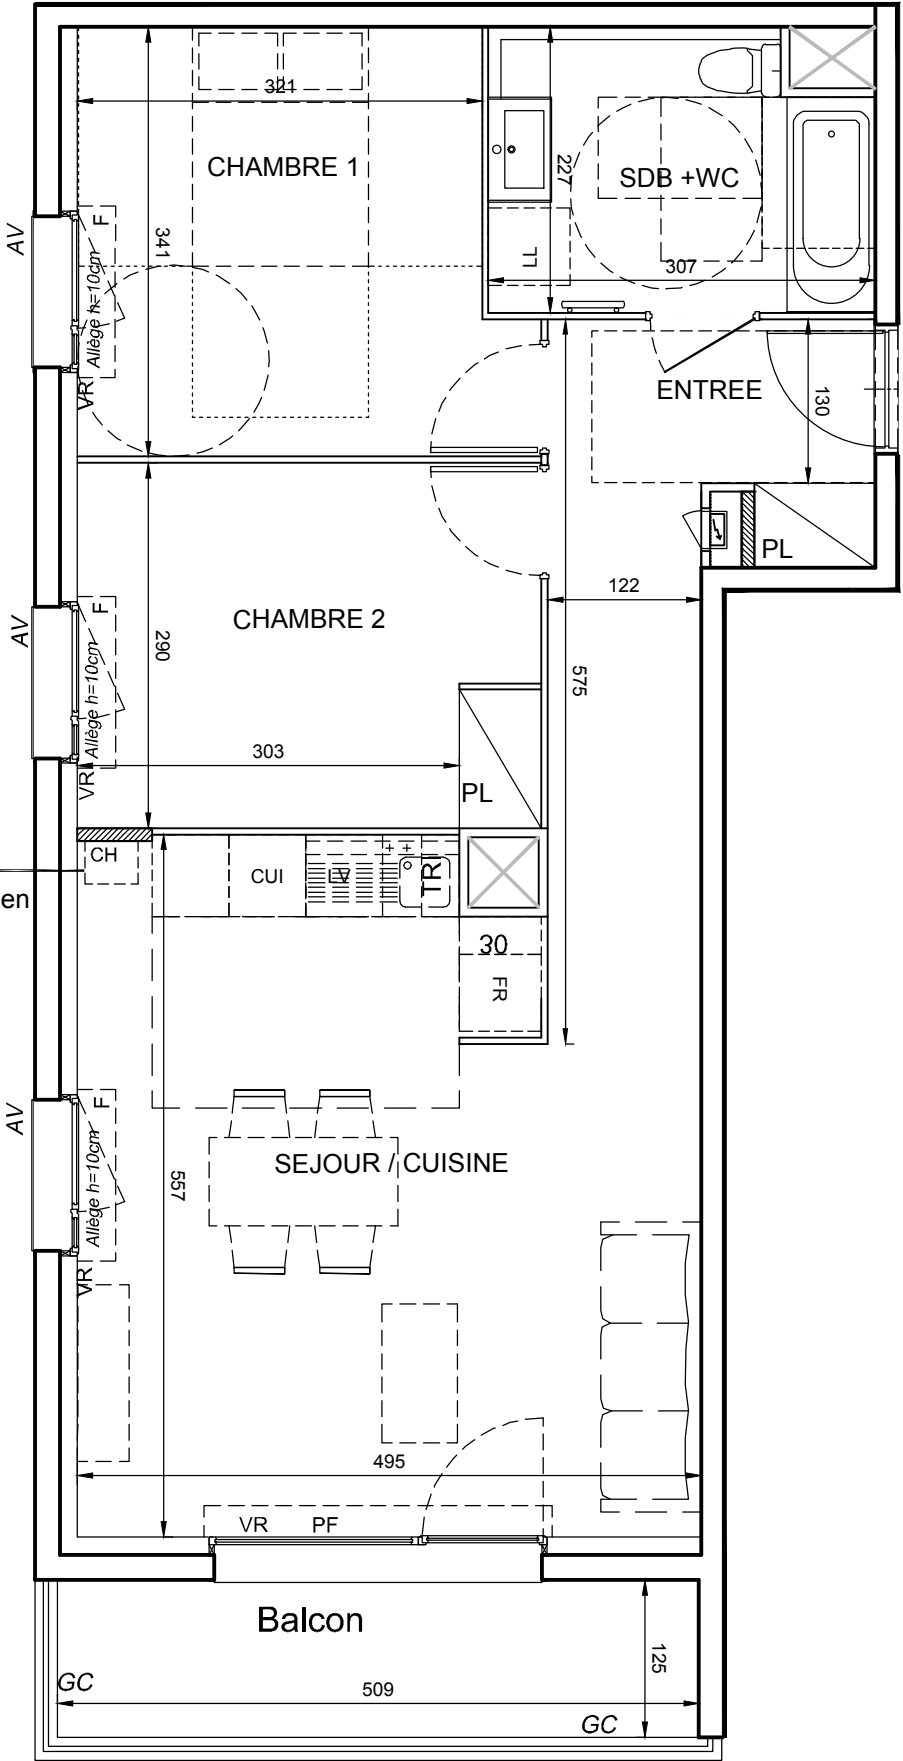 321
CHAMBRE 1
SDB +WC
227
LL
307
341
AV
F
Allège h=10cm
VR
ENTREE
130
PL
122
CHAMBRE 2
AV
F
Allège h=10cm
VR
290
575
303
PL
CH
CUI
LV
TRI
en
30
FR
AV
F
Allège h=10cm
VR
SEJOUR / CUISINE
557
495
VR
PF
Balcon
125
GC
509
GC